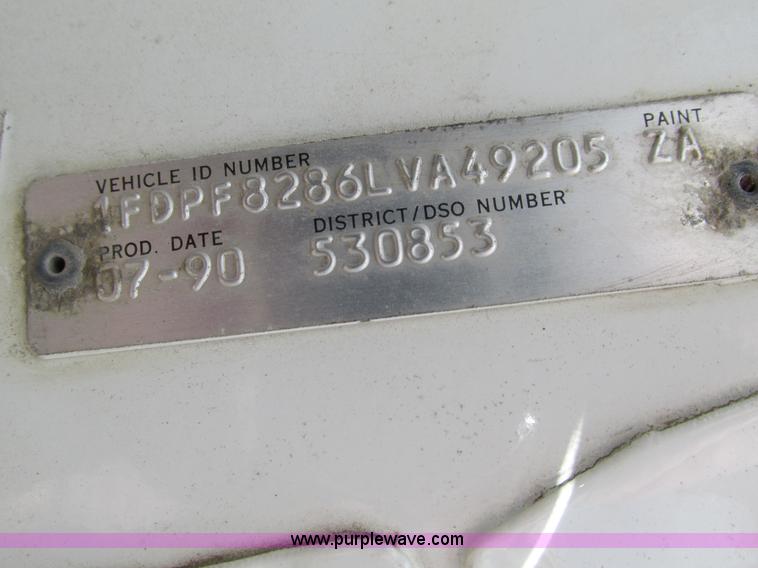 PAINT
VEHICLE ID NUMBER
1FDPF8286LVA49205 ZA
PROD. DATE DISTRICT/DSO NUMBER
07-90 530853
www.purplewave.com